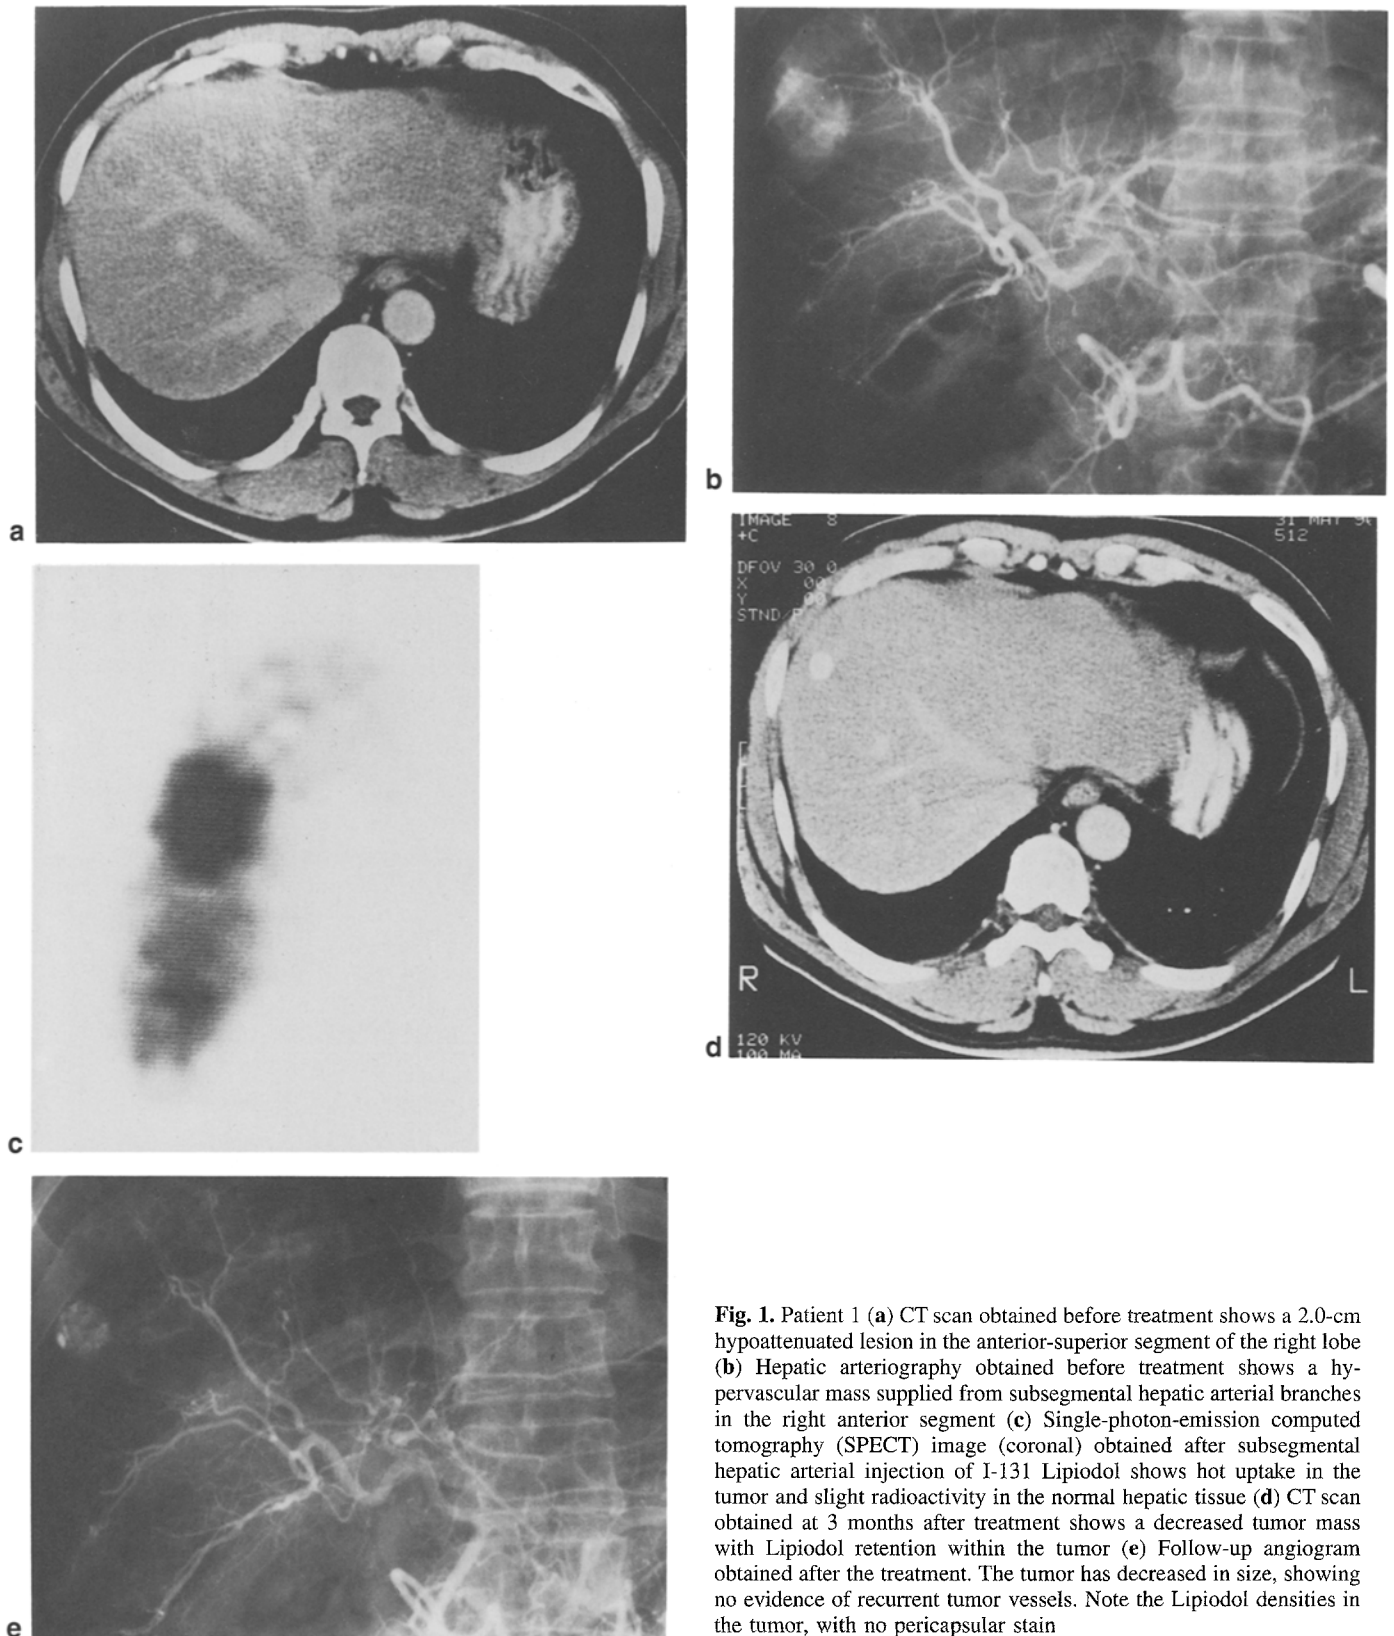 a
b
IMAGE 8
+C
31 MAY
512
DFOV 30 0
X
Y
STND
R
L
120 KV
100 MA
d
c
e
Fig. 1. Patient 1 (a) CT scan obtained before treatment shows a 2.0-cm
hypoattenuated lesion in the anterior-superior segment of the right lobe
(b) Hepatic arteriography obtained before treatment shows a hy-
pervascular mass supplied from subsegmental hepatic arterial branches
in the right anterior segment (c) Single-photon-emission computed
tomography (SPECT) image (coronal) obtained after subsegmental
hepatic arterial injection of I-131 Lipiodol shows hot uptake in the
tumor and slight radioactivity in the normal hepatic tissue (d) CT scan
obtained at 3 months after treatment shows a decreased tumor mass
with Lipiodol retention within the tumor (e) Follow-up angiogram
obtained after the treatment. The tumor has decreased in size, showing
no evidence of recurrent tumor vessels. Note the Lipiodol densities in
the tumor, with no pericapsular stain